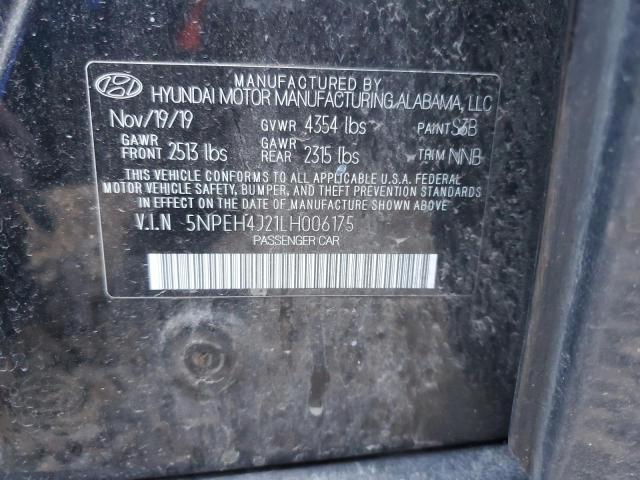 MANUFACTURED BY
HYUNDAI MOTOR MANUFACTURING ALABAMA, LLC
Nov/19/19 GVWR 4354 lbs PAINT S3B
GAWR FRONT 2513 lbs GAWR REAR 2315 lbs TRIM NNB
THIS VEHICLE CONFORMS TO ALL APPLICABLE U.S.A. FEDERAL
MOTOR VEHICLE SAFETY, BUMPER, AND THEFT PREVENTION STANDARDS
IN EFFECT ON THE DATE OF MANUFACTURE SHOWN ABOVE.
V.I.N 5NPEH4J21LH006175
PASSENGER CAR